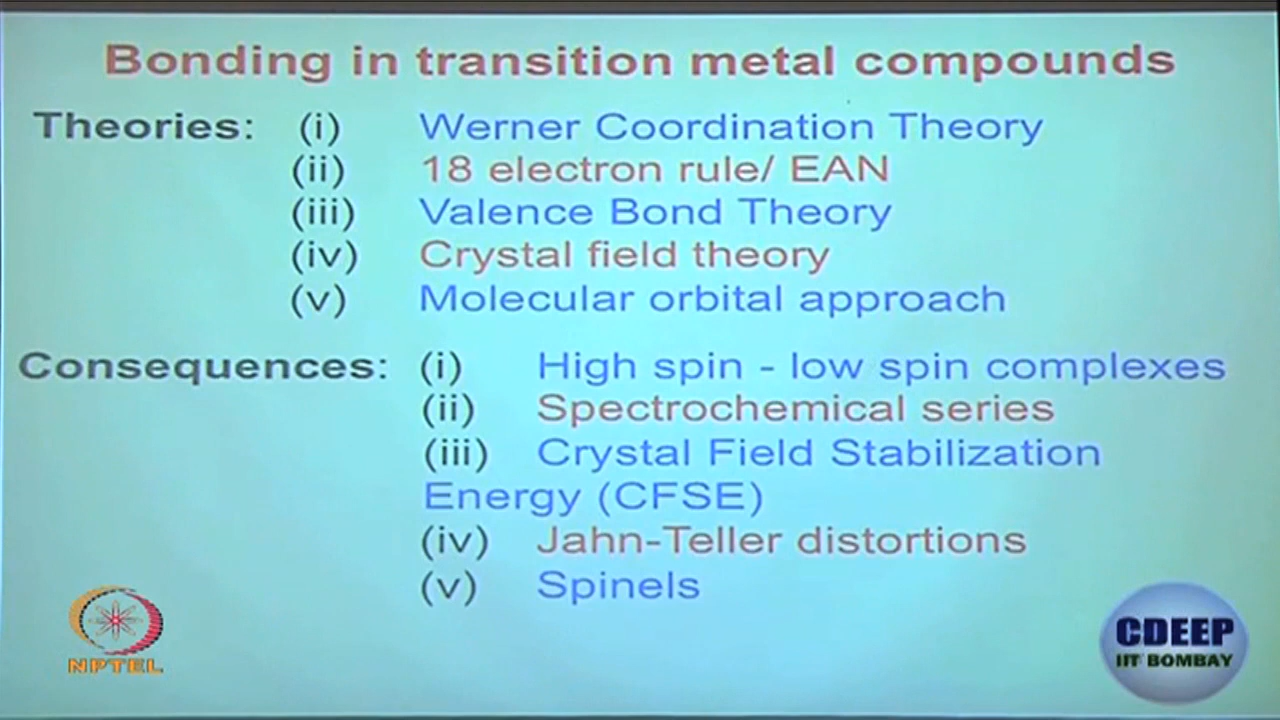 Bonding in transition metal compounds
Theories: (i) Werner Coordination Theory
(ii) 18 electron rule/ EAN
(iii) Valence Bond Theory
(iv) Crystal field theory
(v) Molecular orbital approach
Consequences: (i) High spin - low spin complexes
(ii) Spectrochemical series
(iii) Crystal Field Stabilization
Energy (CFSE)
(iv) Jahn-Teller distortions
(v) Spinels
NPTEL
CDEEP
IIT BOMBAY